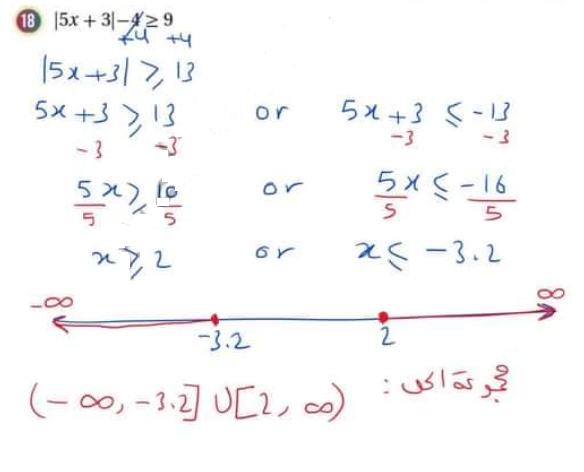 18 |5x + 3| – 4 ≥ 9
+4 +4
|5x+3| ≥ 13
5x+3 ≥ 13 or 5x+3 ≤ -13
-3 -3 -3 -3
5x/5 ≥ 10/5 or 5x/5 ≤ -16/5
x ≥ 2 or x ≤ -3.2
-∞ ∞
-3.2 2
مجموعة الحل :
(-∞, -3.2] U [2, ∞)